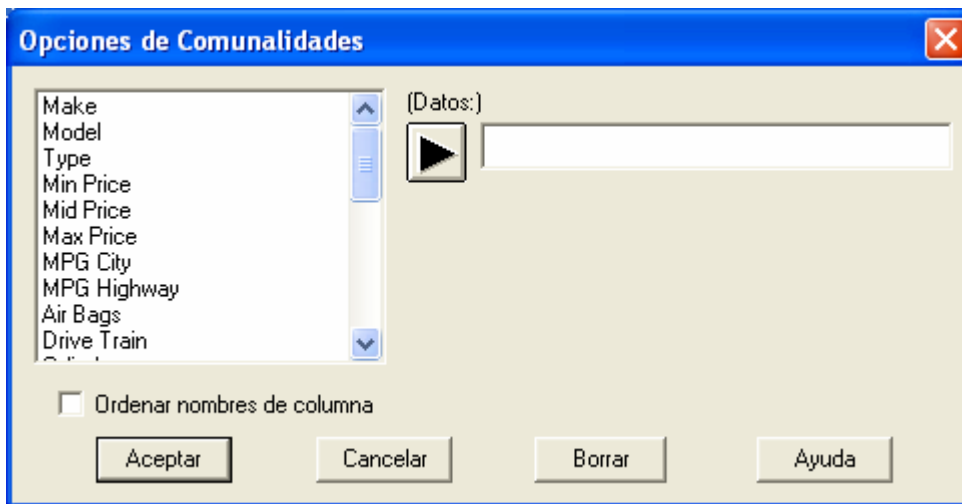 Opciones de Comunalidades
Make
Model
Type
Min Price
Mid Price
Max Price
MPG City
MPG Highway
Air Bags
Drive Train
(Datos:)
Ordenar nombres de columna
Aceptar
Cancelar
Borrar
Ayuda